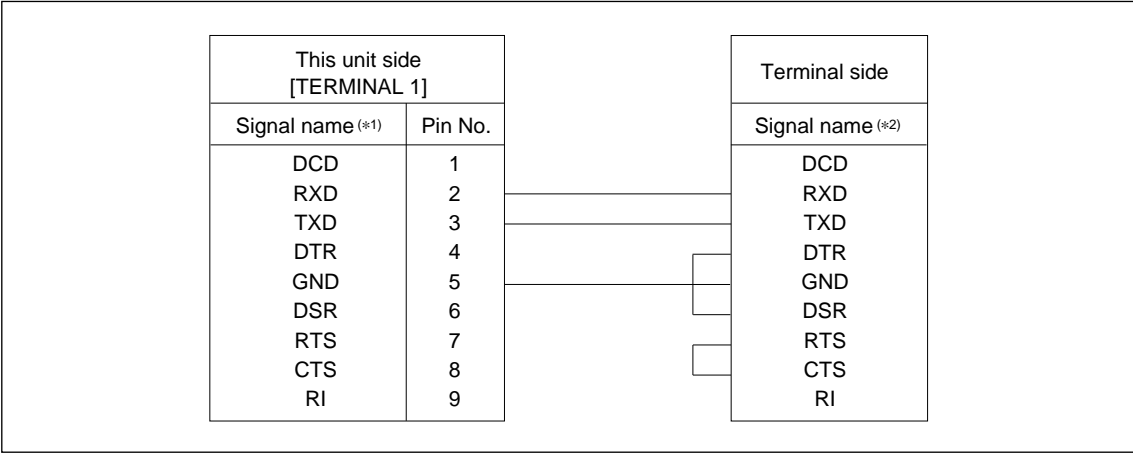 This unit side
[TERMINAL 1]
Terminal side
Signal name (*1) Pin No. Signal name (*2)
DCD 1 DCD
RXD 2 RXD
TXD 3 TXD
DTR 4 DTR
GND 5 GND
DSR 6 DSR
RTS 7 RTS
CTS 8 CTS
RI 9 RI